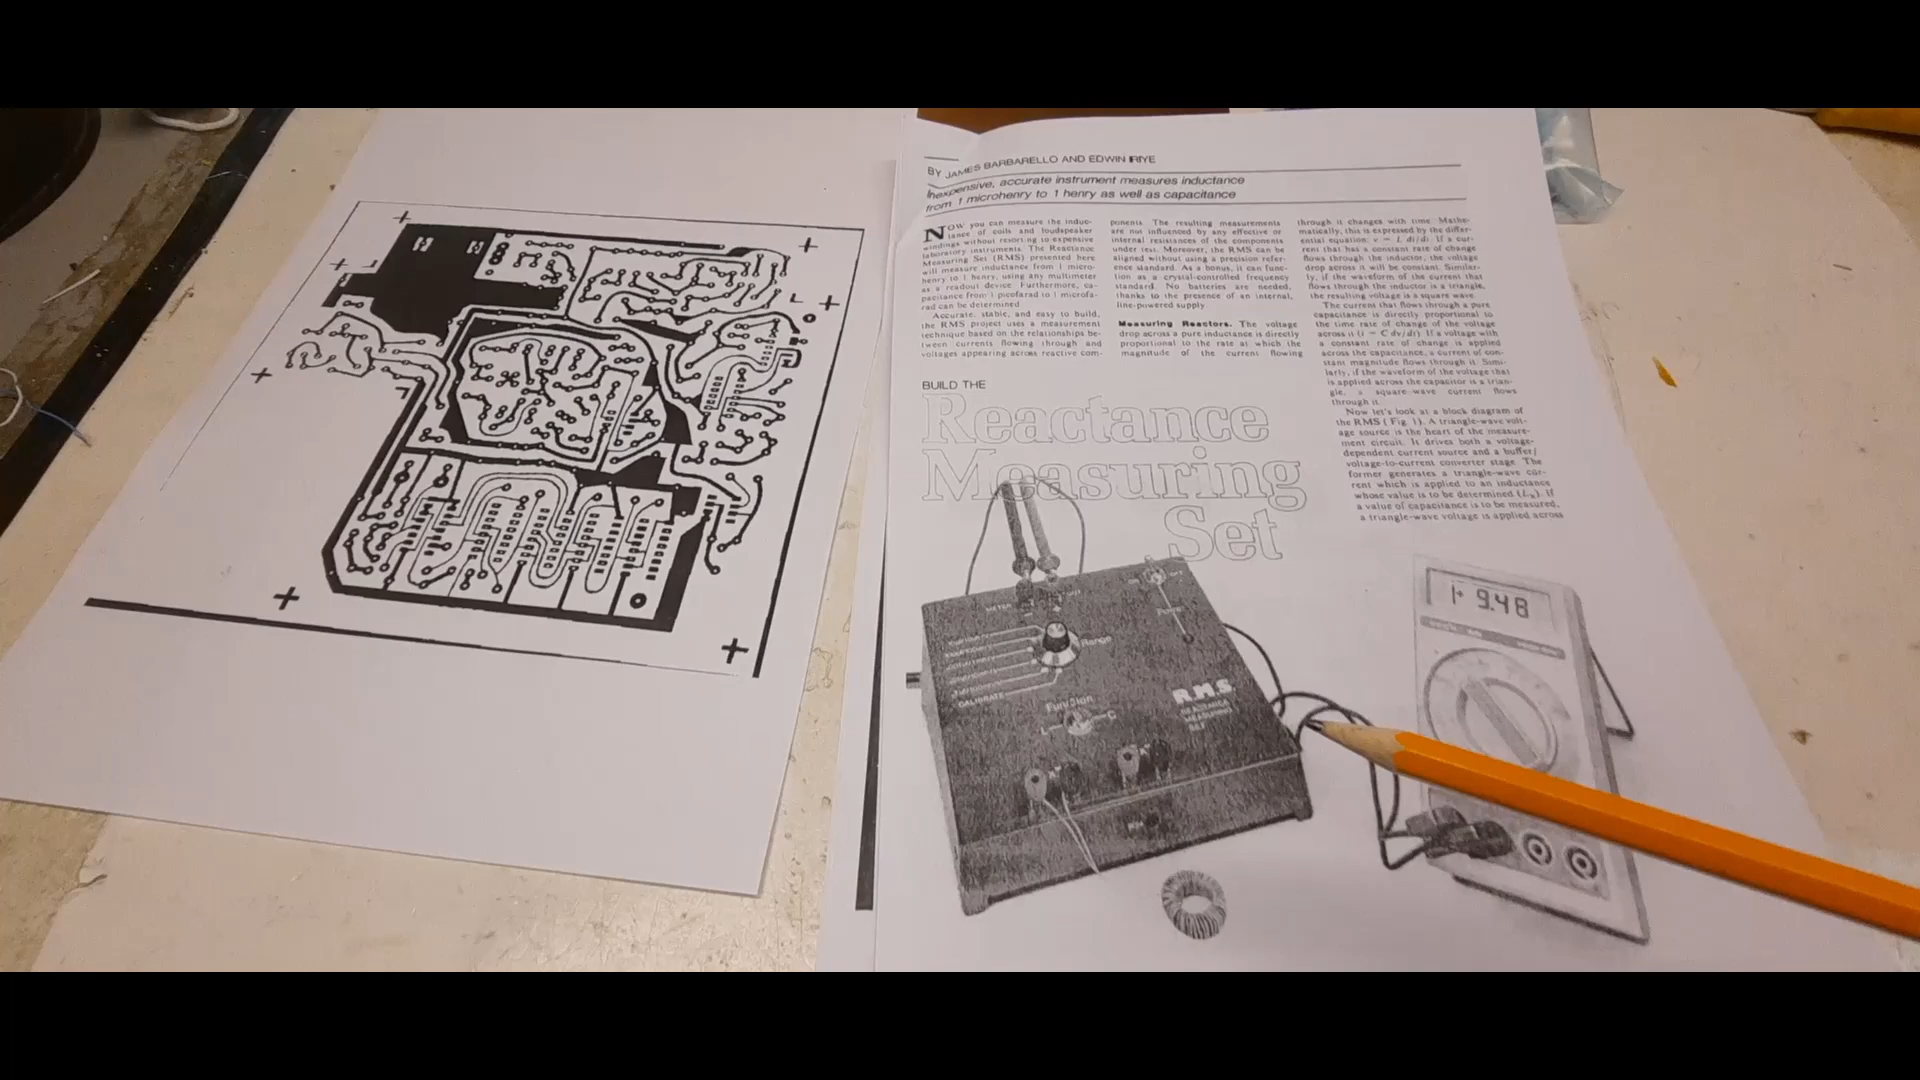 BY JAMES BARBARELLO AND EDWIN RIYE
Inexpensive, accurate instrument measures inductance
from 1 microhenry to 1 henry as well as capacitance
NOW you can measure the induc-
tance of coils and loudspeaker
windings without resorting to expensive
laboratory instruments. The Reactance
Measuring Set (RMS) presented here
will measure inductance from 1 micro-
henry to 1 henry, using any multimeter
as a readout device. Furthermore, ca-
pacitance from 1 picofarad to 1 microfa-
rad can be determined
Accurate, stable, and easy to build,
the RMS project uses a measurement
technique based on the relationships be-
tween currents flowing through and
voltages appearing across reactive com-
ponents. The resulting measurements
are not influenced by any effective or
internal resistances of the components
under test. Moreover, the RMS can be
aligned without using a precision refer-
ence standard. As a bonus, it can func-
tion as a crystal-controlled frequency
standard. No batteries are needed,
thanks to the presence of an internal,
line-powered supply
Measuring Reactors. The voltage
drop across a pure inductance is directly
proportional to the rate at which the
magnitude of the current flowing
through it changes with time. Mathe-
matically, this is expressed by the differ-
ential equation: v = L di/dt. If a cur-
rent that has a constant rate of change
flows through the inductor, the voltage
drop across it will be constant. Similar-
ly, if the waveform of the current that
flows through the inductor is a triangle,
the resulting voltage is a square wave
The current that flows through a pure
capacitance is directly proportional to
the time rate of change of the voltage
across it (i = C dv/dt). If a voltage with
a constant rate of change is applied
across the capacitance, a current of con-
stant magnitude flows through it. Simi-
larly, if the waveform of the voltage that
is applied across the capacitor is a trian-
gle, a square-wave current flows
through it
Now let's look at a block diagram of
the RMS (Fig. 1). A triangle-wave volt-
age source is the heart of the measure-
ment circuit. It drives both a voltage-
dependent current source and a buffer/
voltage-to-current converter stage. The
former generates a triangle-wave cur-
rent which is applied to an inductance
whose value is to be determined (Lx). If
a value of capacitance is to be measured,
a triangle-wave voltage is applied across
BUILD THE
Reactance
Measuring
Set
METER
Power
Range
CALIBRATE
Function
L C
R.M.S.
REACTANCE
MEASURING
SET
9.48